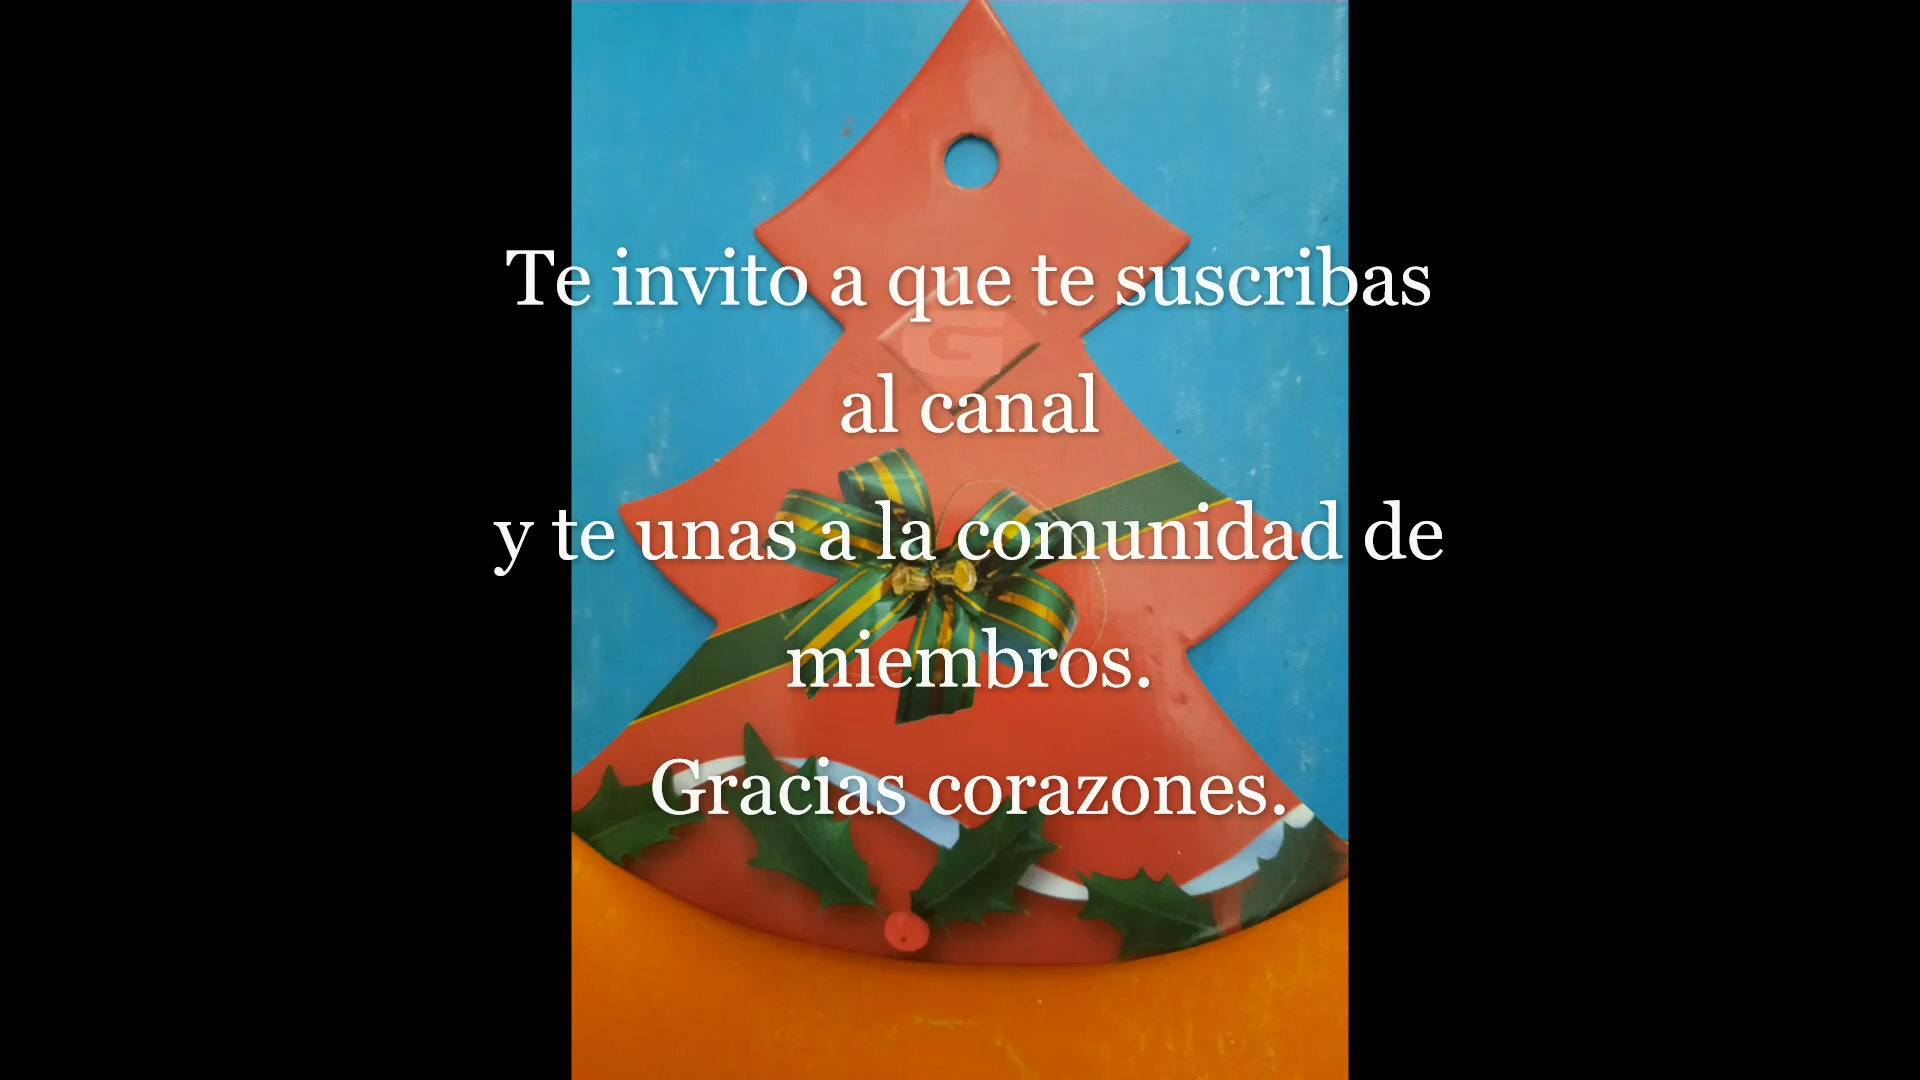 Te invito a que te suscribas
G
al canal
y te unas a la comunidad de
miembros.
Gracias corazones.